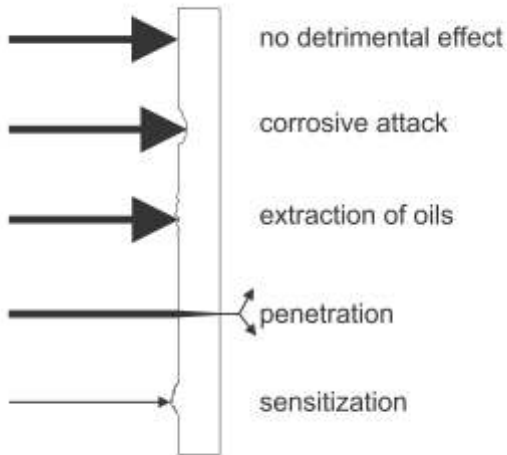 no detrimental effect
corrosive attack
extraction of oils
penetration
sensitization